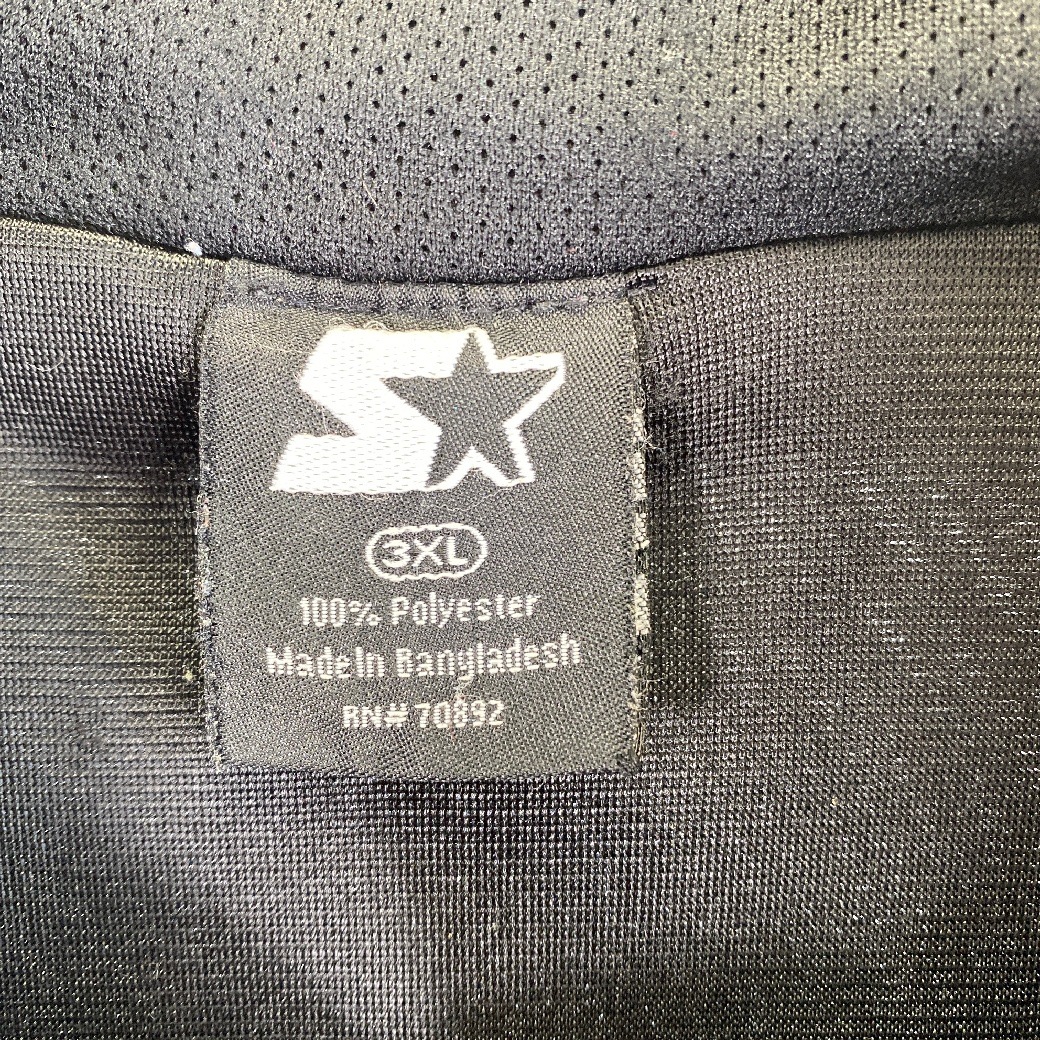 3XL
100% Polyester
Made In Bangladesh
RN# 70892